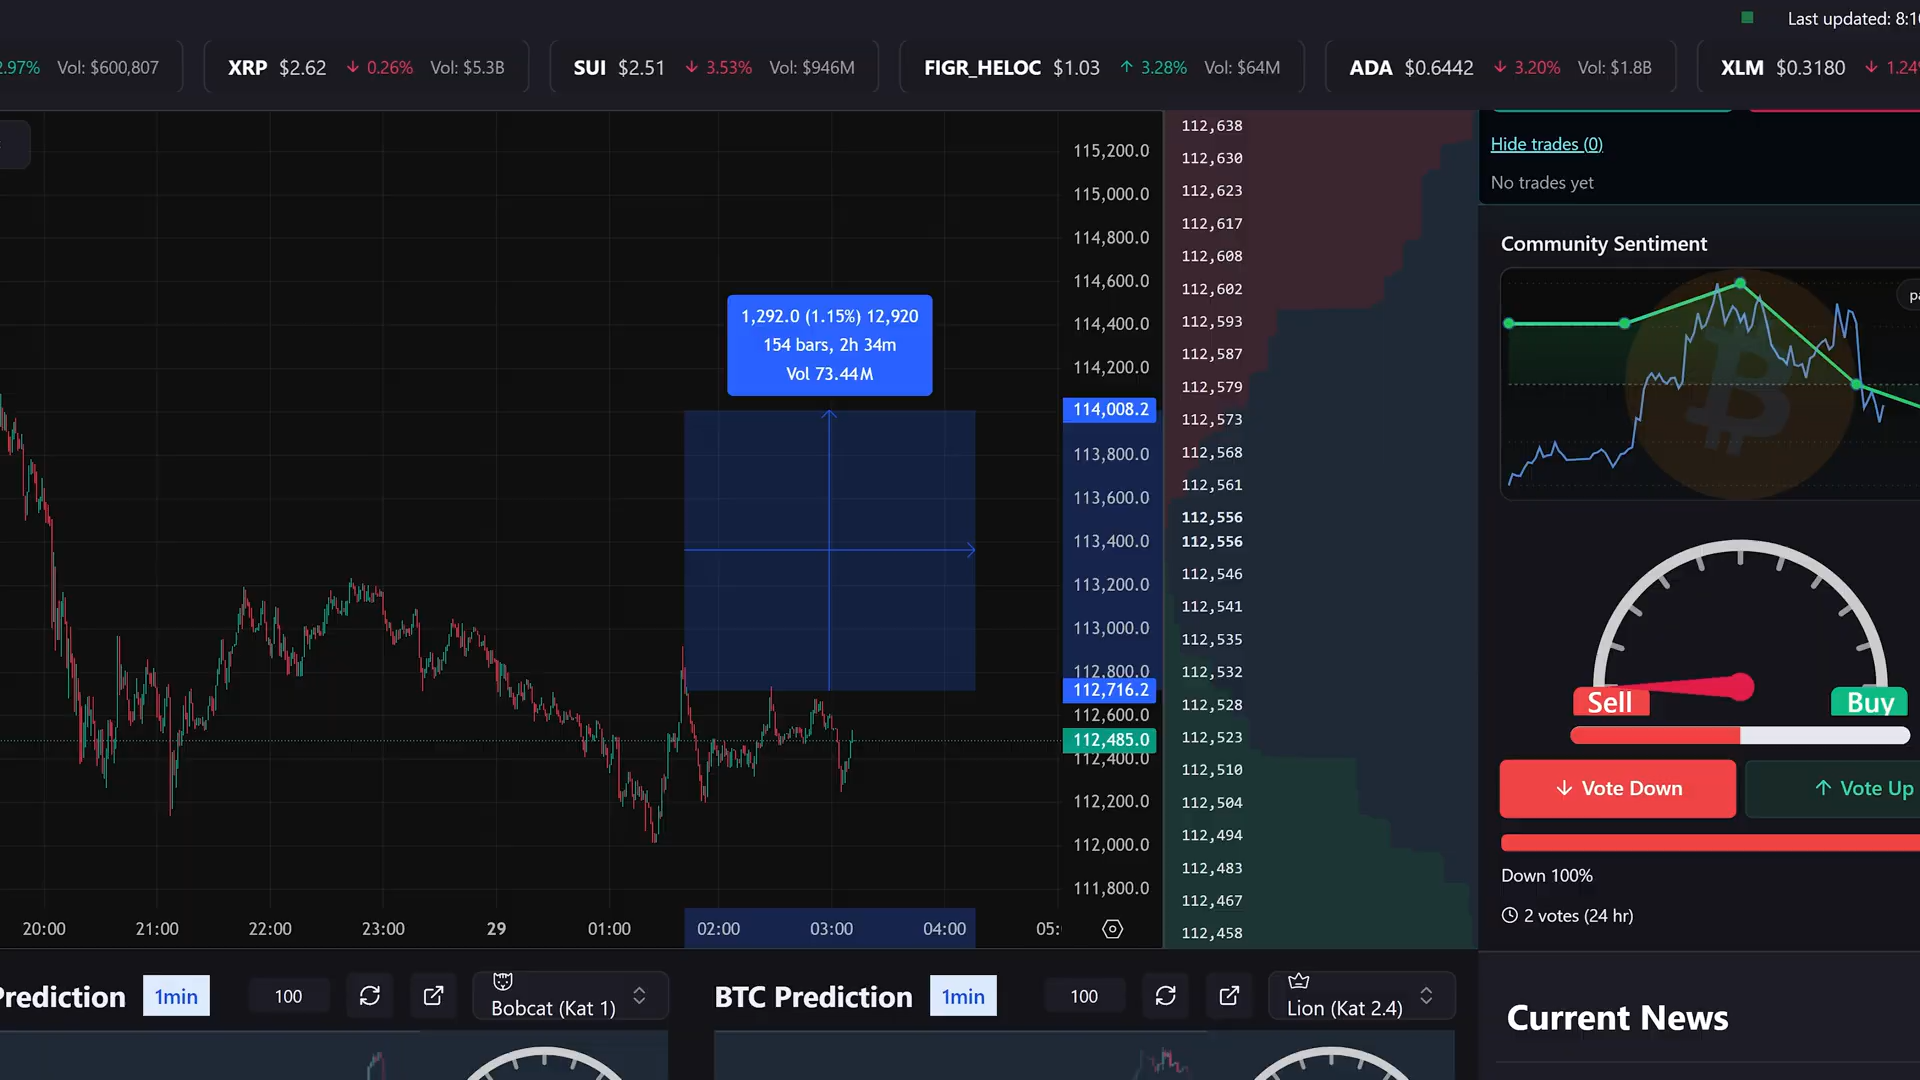 Last updated: 8:1
2.97% Vol: $600,807
XRP $2.62 ↓ 0.26% Vol: $5.3B
SUI $2.51 ↓ 3.53% Vol: $946M
FIGR_HELOC $1.03 ↑ 3.28% Vol: $64M
ADA $0.6442 ↓ 3.20% Vol: $1.8B
XLM $0.3180 ↓ 1.24%
1,292.0 (1.15%) 12,920
154 bars, 2h 34m
Vol 73.44M
115,200.0
115,000.0
114,800.0
114,600.0
114,400.0
114,200.0
114,008.2
113,800.0
113,600.0
113,400.0
113,200.0
113,000.0
112,800.0
112,716.2
112,600.0
112,485.0
112,400.0
112,200.0
112,000.0
111,800.0
20:00 21:00 22:00 23:00 29 01:00 02:00 03:00 04:00 05:
112,638
112,630
112,623
112,617
112,608
112,602
112,593
112,587
112,579
112,573
112,568
112,561
112,556
112,556
112,546
112,541
112,535
112,532
112,528
112,523
112,510
112,504
112,494
112,483
112,467
112,458
Hide trades (0)
No trades yet
Community Sentiment
Sell Buy
↓ Vote Down ↑ Vote Up
Down 100%
2 votes (24 hr)
Prediction 1min 100 Bobcat (Kat 1)
BTC Prediction 1min 100 Lion (Kat 2.4)
Current News